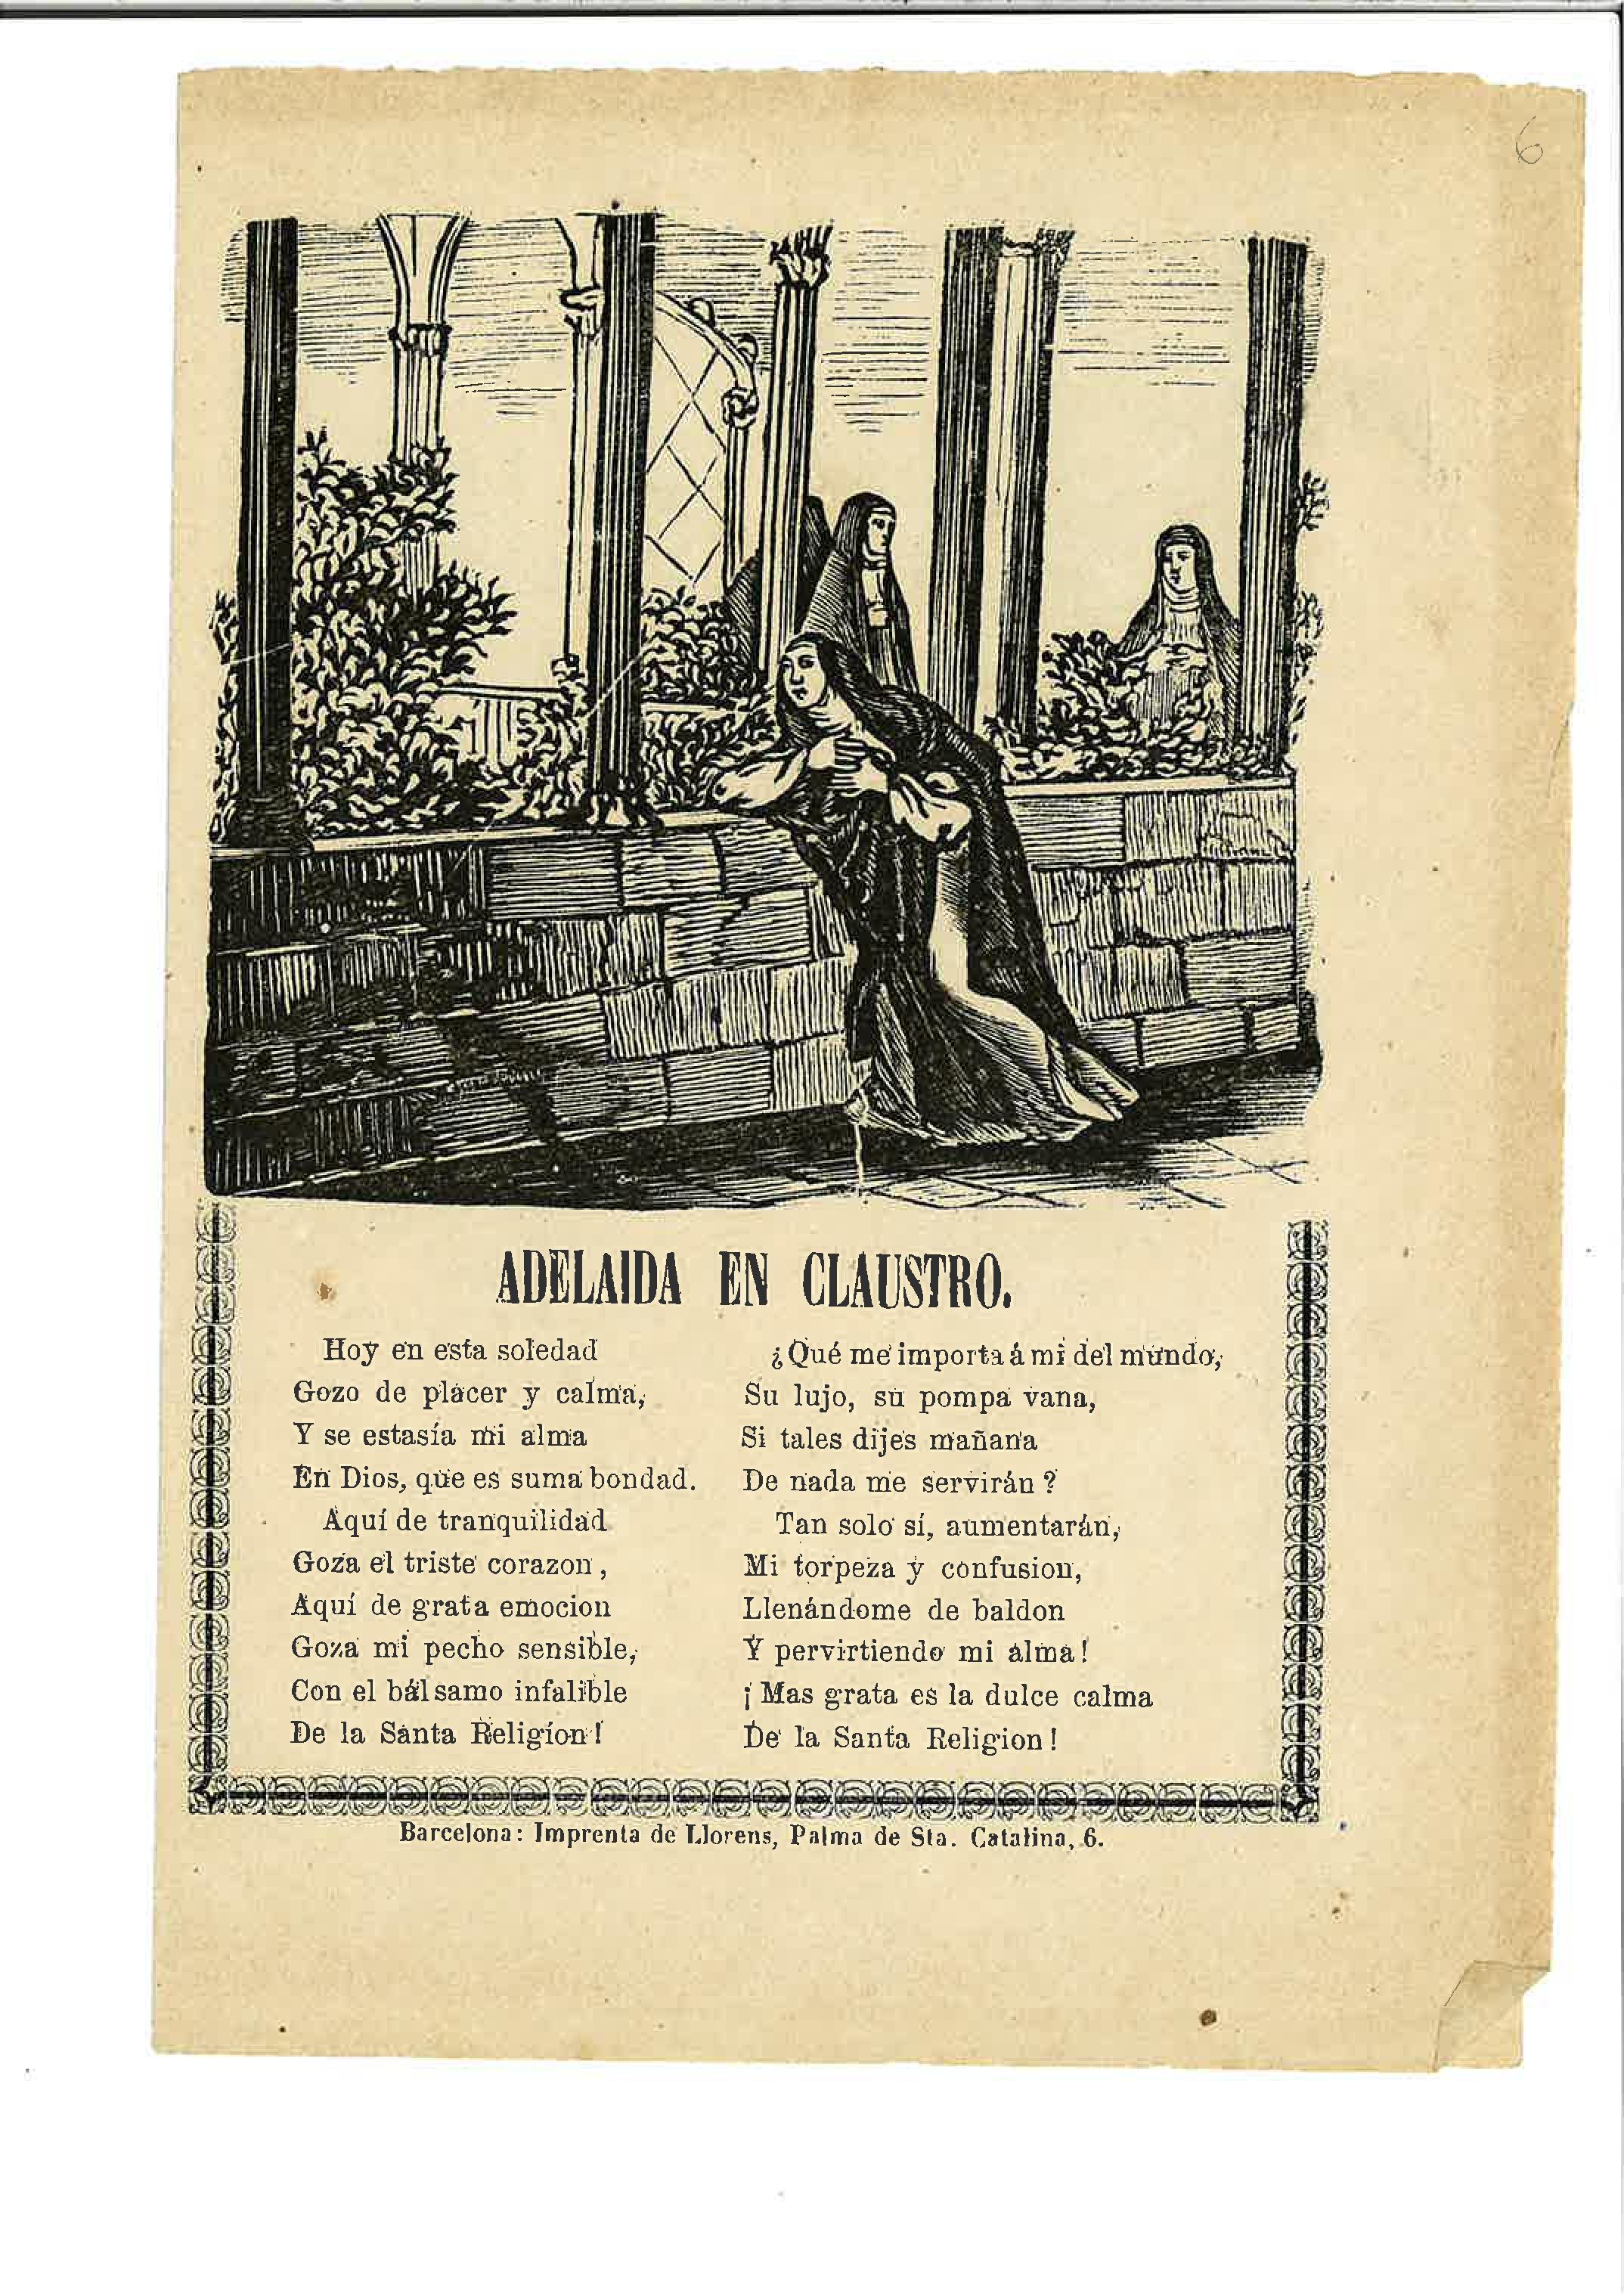 6
ADELAIDA EN CLAUSTRO.
Hoy en esta soledad
Gozo de placer y calma,
Y se estasía mi alma
En Dios, que es suma bondad.
Aquí de tranquilidad
Goza el triste corazon,
Aquí de grata emocion
Goza mi pecho sensible,
Con el bálsamo infalible
De la Santa Religion!
¿Qué me importa á mi del mundo,
Su lujo, su pompa vana,
Si tales dijes mañana
De nada me servirán?
Tan solo sí, aumentarán,
Mi torpeza y confusion,
Llenándome de baldon
Y pervirtiendo mi alma!
¡Mas grata es la dulce calma
De la Santa Religion!
Barcelona: Imprenta de Llorens, Palma de Sta. Catalina, 6.